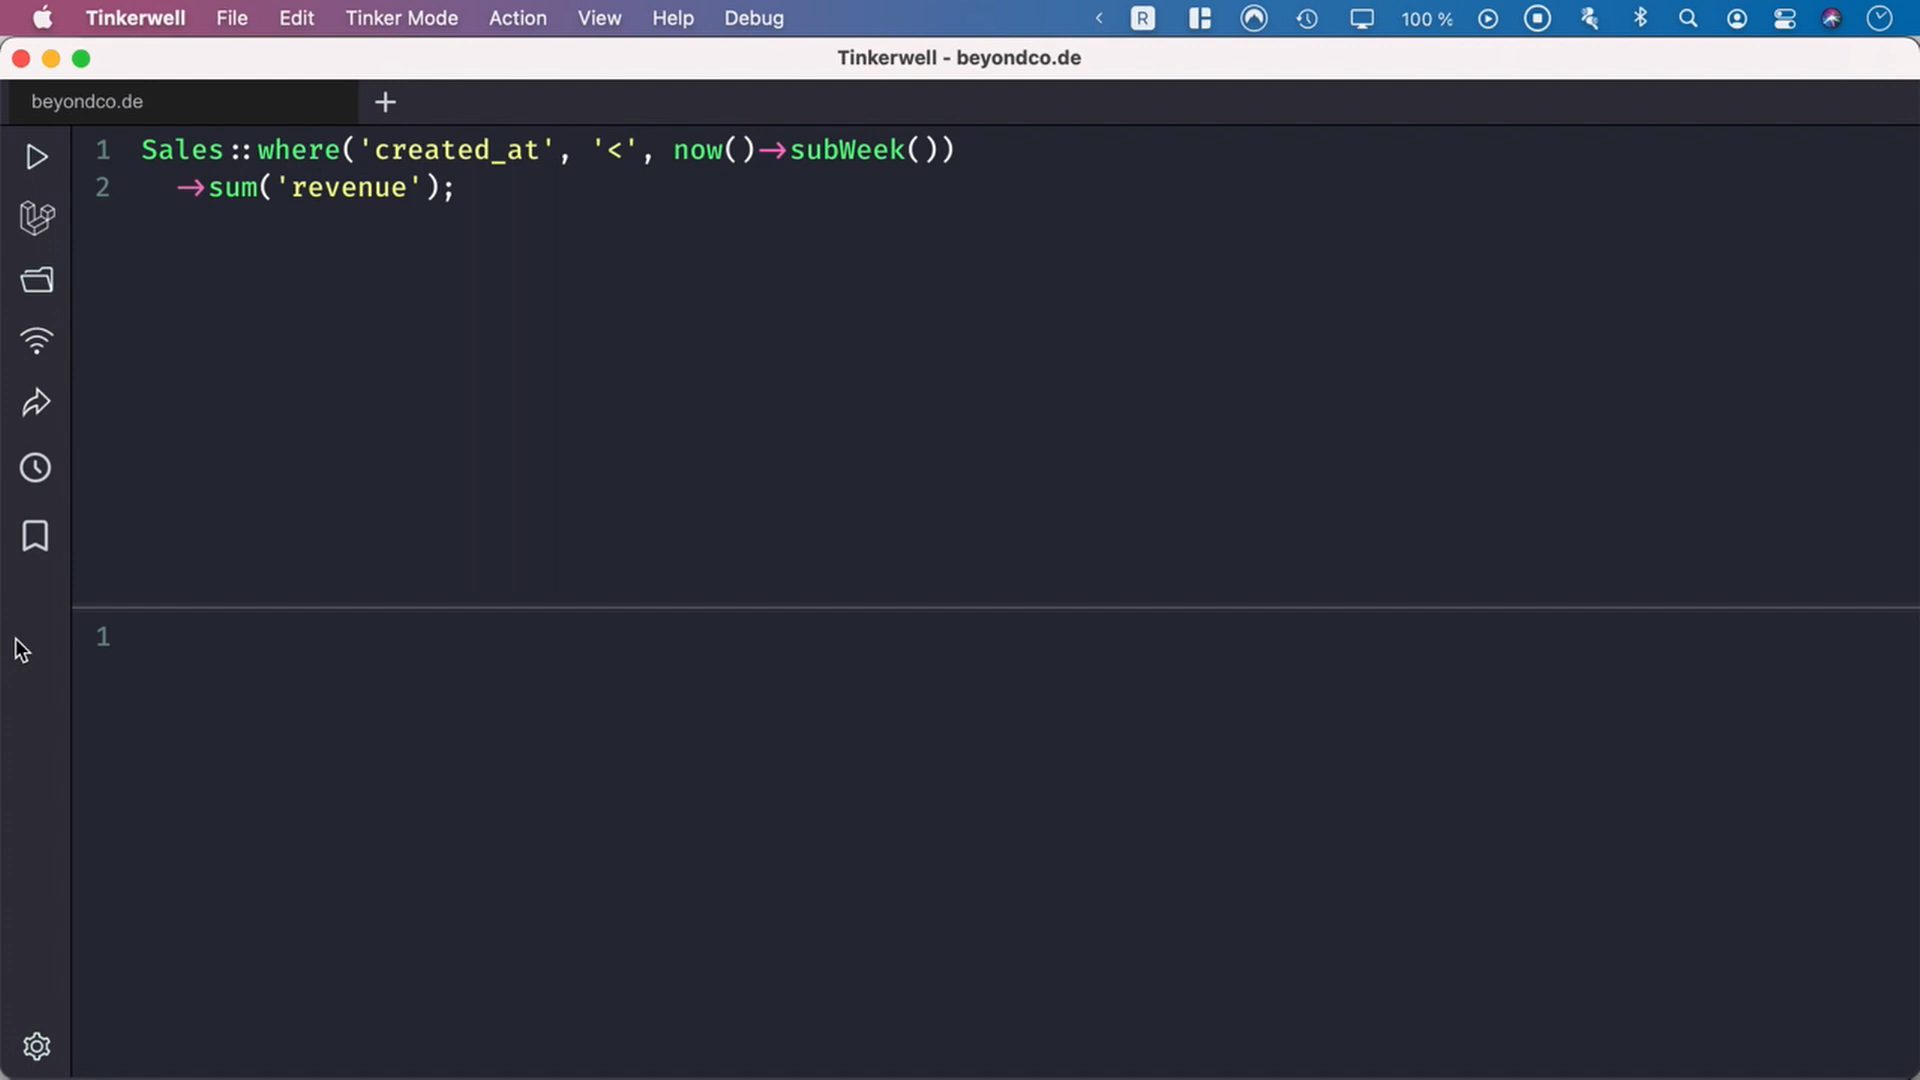 Tinkerwell File Edit Tinker Mode Action View Help Debug R 100 %
Tinkerwell - beyondco.de
beyondco.de
1 Sales::where('created_at', '<', now()->subWeek())
2 ->sum('revenue');
1